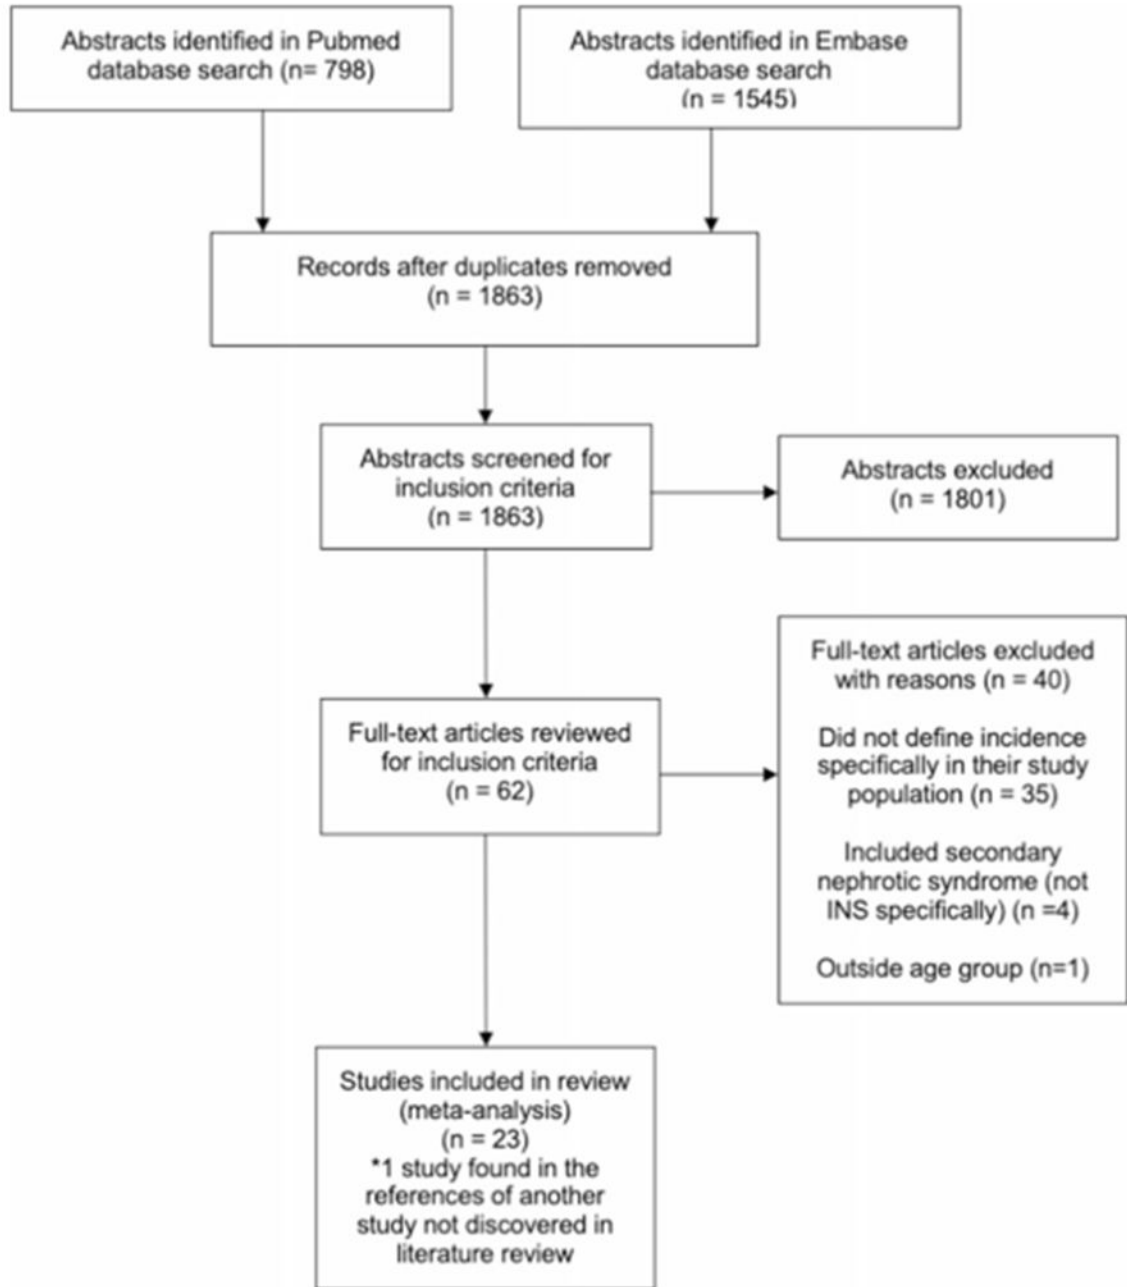 Abstracts identified in Pubmed
database search (n= 798)
Abstracts identified in Embase
database search
(n = 1545)
Records after duplicates removed
(n = 1863)
Abstracts screened for
inclusion criteria
(n = 1863)
Abstracts excluded
(n = 1801)
Full-text articles reviewed
for inclusion criteria
(n = 62)
Full-text articles excluded
with reasons (n = 40)
Did not define incidence
specifically in their study
population (n = 35)
Included secondary
nephrotic syndrome (not
INS specifically) (n =4)
Outside age group (n=1)
Studies included in review
(meta-analysis)
(n = 23)
*1 study found in the
references of another
study not discovered in
literature review